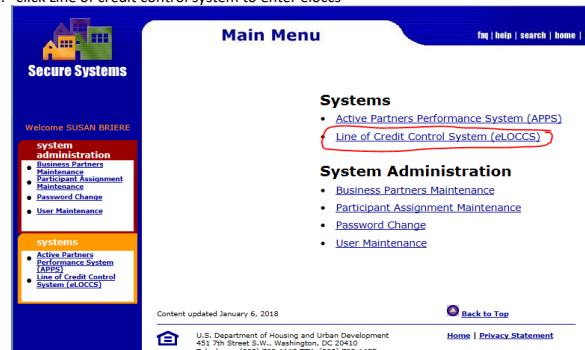 click Line of credit control system to enter eloccs
Main Menu
faq | help | search | home |
Secure Systems
Welcome SUSAN BRIERE
system
administration
Business Partners
Maintenance
Participant Assignment
Maintenance
Password Change
User Maintenance
systems
Active Partners
Performance System
(APPS)
Line of Credit Control
System (eLOCCS)
Systems
• Active Partners Performance System (APPS)
• Line of Credit Control System (eLOCCS)
System Administration
• Business Partners Maintenance
• Participant Assignment Maintenance
• Password Change
• User Maintenance
Content updated January 6, 2018
Back to Top
U.S. Department of Housing and Urban Development
451 7th Street S.W., Washington, DC 20410
Home | Privacy Statement